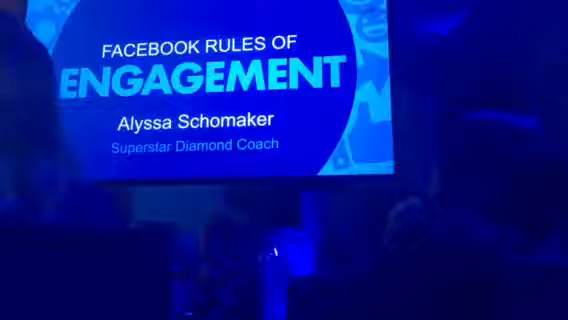 FACEBOOK RULES OF
ENGAGEMENT
Alyssa Schomaker
Superstar Diamond Coach